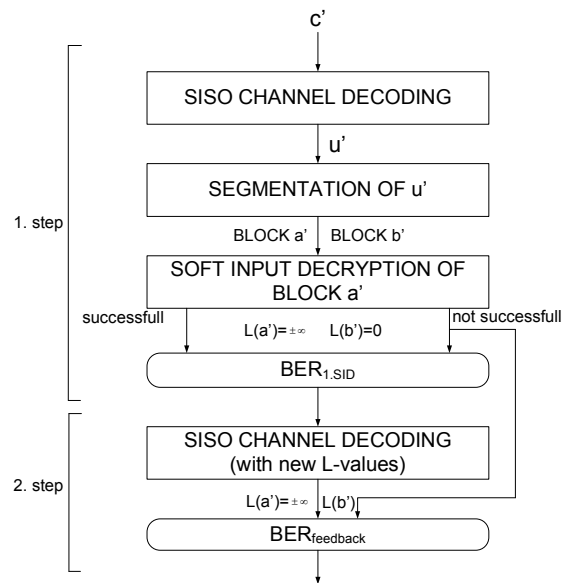 c'
SISO CHANNEL DECODING
u'
SEGMENTATION OF u'
1. step
BLOCK a' BLOCK b'
SOFT INPUT DECRYPTION OF
BLOCK a'
successfull
not successfull
L(a')=±∞ L(b')=0
BER1.SID
SISO CHANNEL DECODING
(with new L-values)
2. step
L(a')=±∞ L(b')
BERfeedback